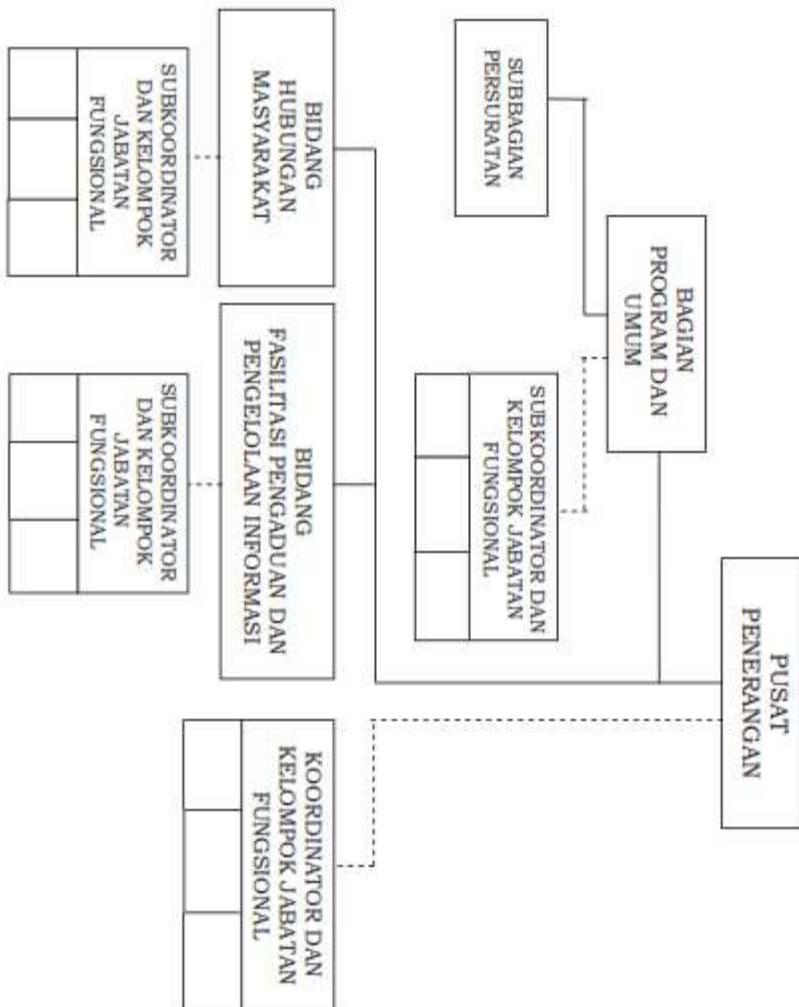 PUSAT
PENERANGAN
BAGIAN
PROGRAM DAN
UMUM
SUBBAGIAN
PERSURATAN
SUBKOORDINATOR DAN
KELOMPOK JABATAN
FUNGSIONAL
BIDANG
HUBUNGAN
MASYARAKAT
BIDANG
FASILITASI PENGADUAN DAN
PENGELOLAAN INFORMASI
KOORDINATOR DAN
KELOMPOK JABATAN
FUNGSIONAL
SUBKOORDINATOR
DAN KELOMPOK
JABATAN
FUNGSIONAL
SUBKOORDINATOR
DAN KELOMPOK
JABATAN
FUNGSIONAL